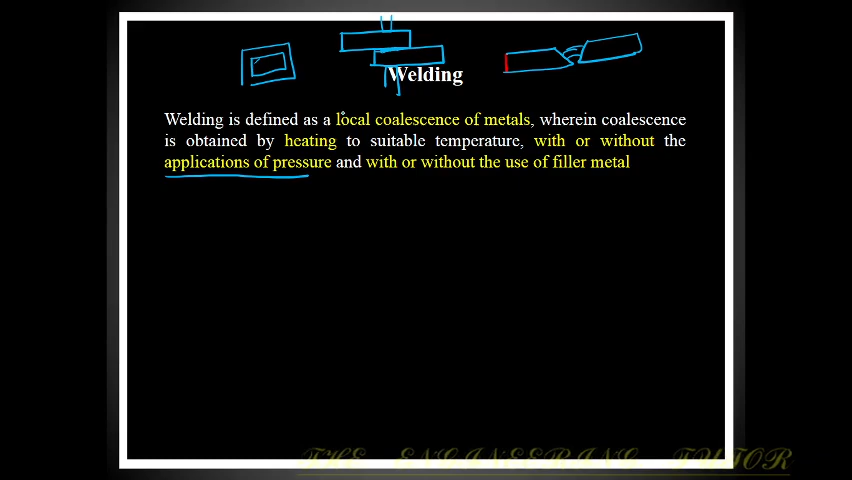 Welding
Welding is defined as a local coalescence of metals, wherein coalescence
is obtained by heating to suitable temperature, with or without the
applications of pressure and with or without the use of filler metal
THE ENGINEERING TUTOR